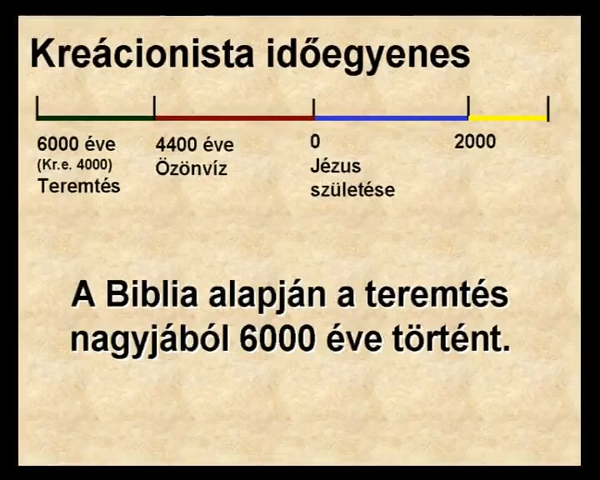 Kreácionista időegyenes
6000 éve
(Kr.e. 4000)
Teremtés
4400 éve
Özönvíz
0
Jézus
születése
2000
A Biblia alapján a teremtés
nagyjából 6000 éve történt.